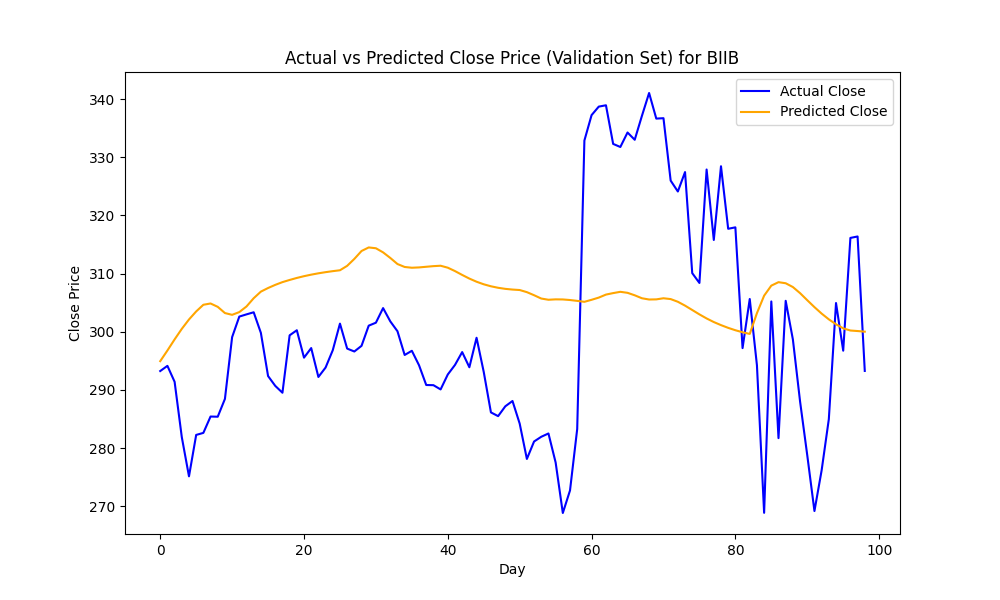 Actual vs Predicted Close Price (Validation Set) for BIIB
Actual Close
Predicted Close
Close Price
340
330
320
310
300
290
280
270
0 20 40 60 80 100
Day